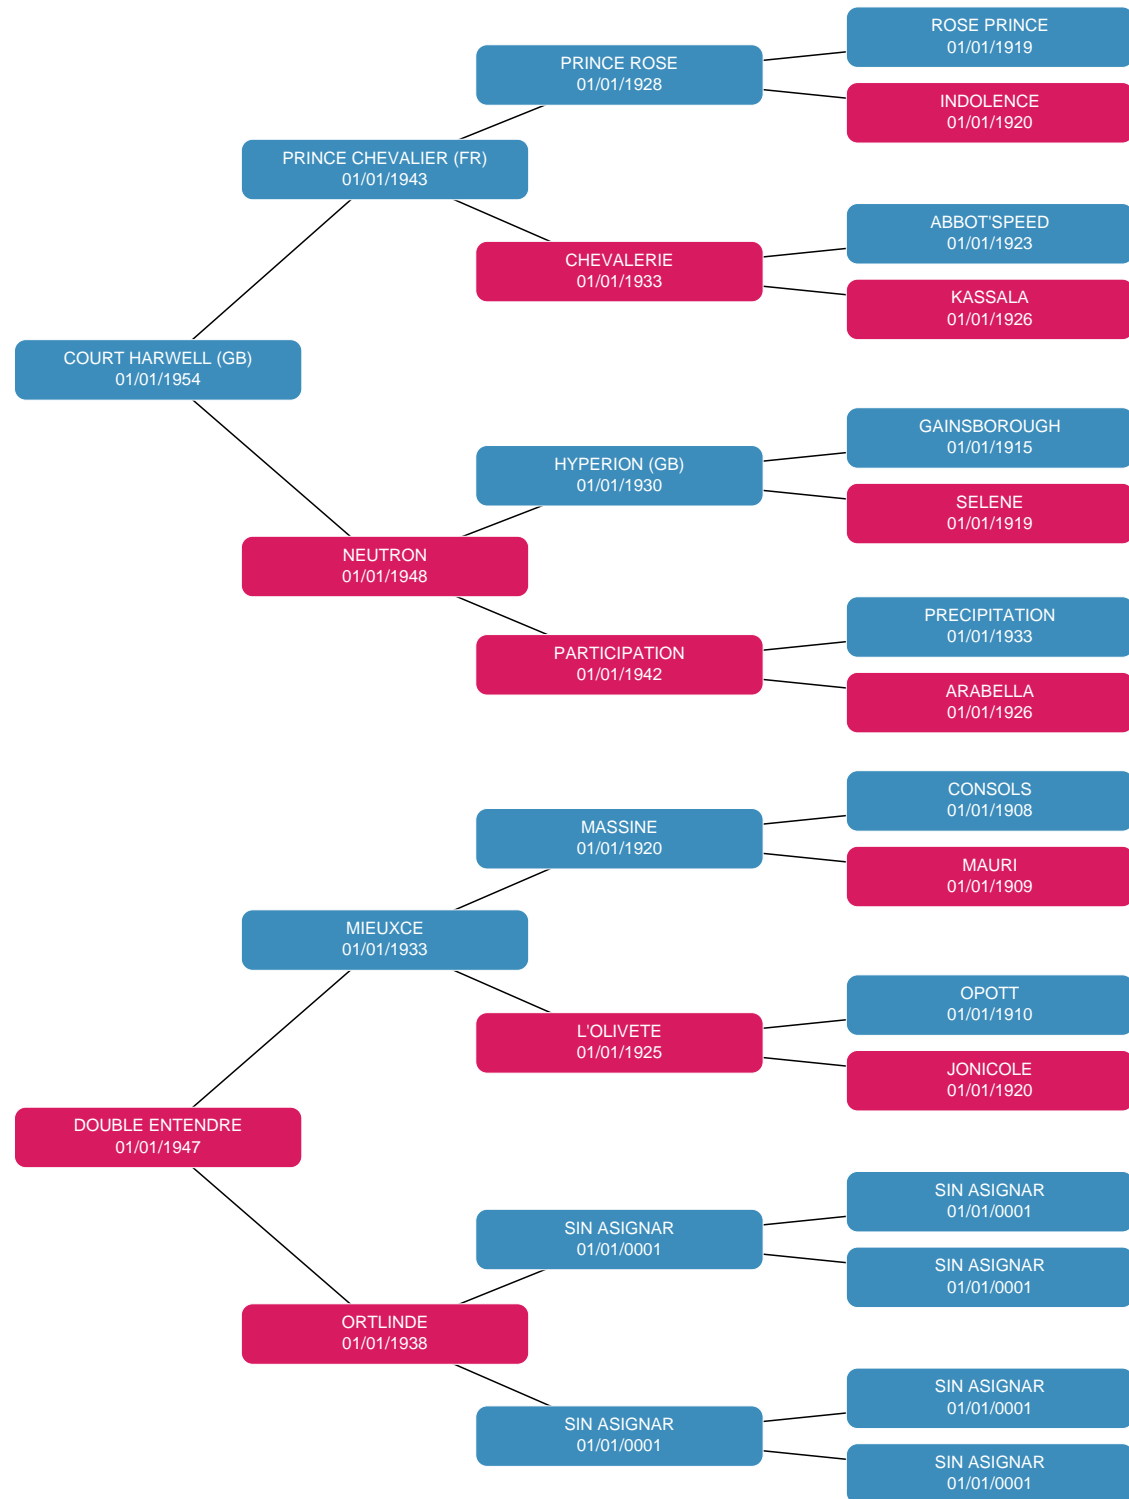 ROSE PRINCE
01/01/1919
PRINCE ROSE
01/01/1928
INDOLENCE
01/01/1920
PRINCE CHEVALIER (FR)
01/01/1943
ABBOT'SPEED
01/01/1923
CHEVALERIE
01/01/1933
KASSALA
01/01/1926
COURT HARWELL (GB)
01/01/1954
GAINSBOROUGH
01/01/1915
HYPERION (GB)
01/01/1930
SELENE
01/01/1919
NEUTRON
01/01/1948
PRECIPITATION
01/01/1933
PARTICIPATION
01/01/1942
ARABELLA
01/01/1926
CONSOLS
01/01/1908
MASSINE
01/01/1920
MAURI
01/01/1909
MIEUXCE
01/01/1933
OPOTT
01/01/1910
L'OLIVETE
01/01/1925
JONICOLE
01/01/1920
DOUBLE ENTENDRE
01/01/1947
SIN ASIGNAR
01/01/0001
SIN ASIGNAR
01/01/0001
SIN ASIGNAR
01/01/0001
ORTLINDE
01/01/1938
SIN ASIGNAR
01/01/0001
SIN ASIGNAR
01/01/0001
SIN ASIGNAR
01/01/0001